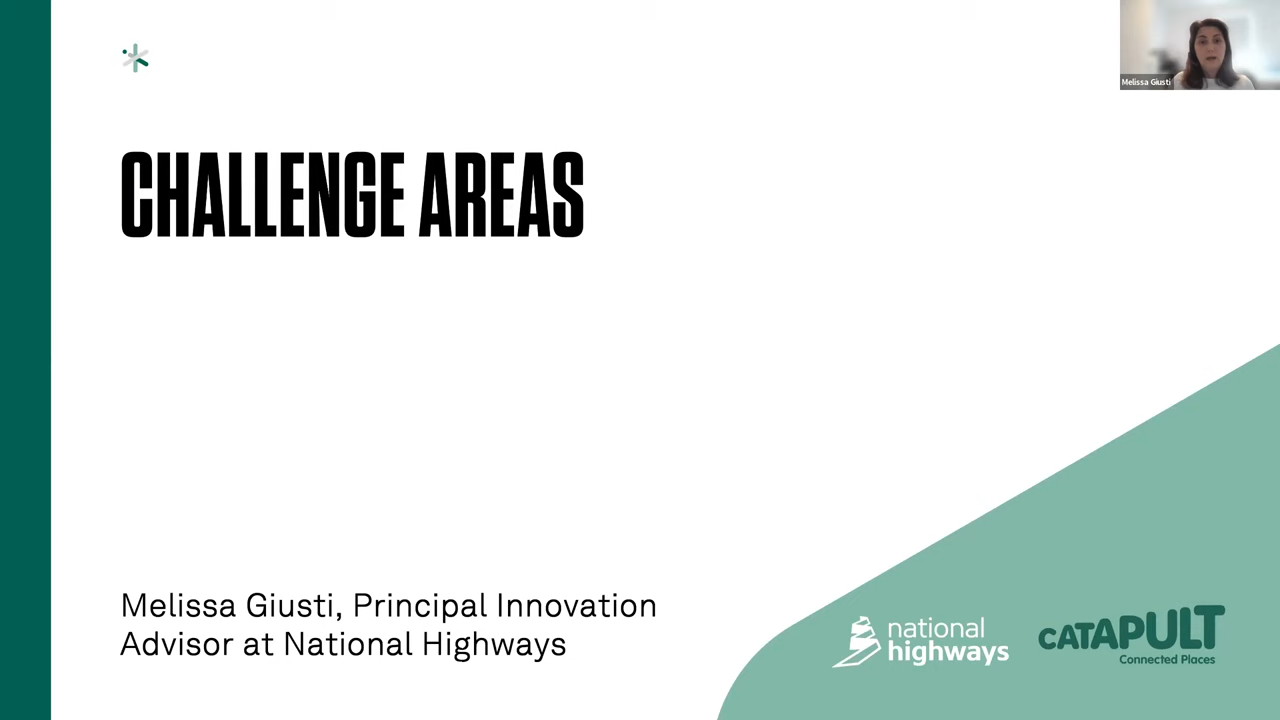 Melissa Giusti
CHALLENGE AREAS
Melissa Giusti, Principal Innovation
Advisor at National Highways
national
highways
CATAPULT
Connected Places